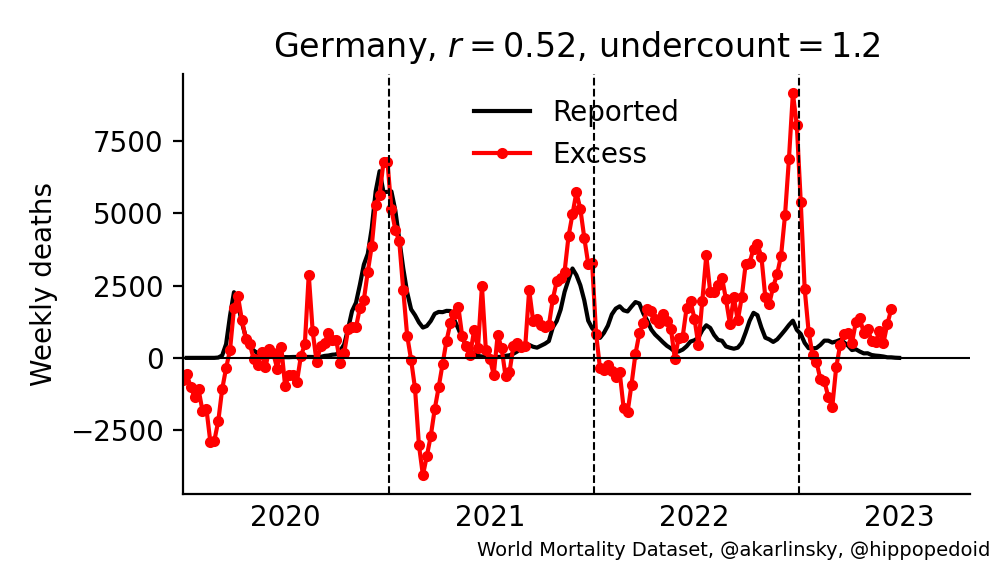 Germany, r = 0.52, undercount = 1.2
Reported
Excess
Weekly deaths
7500
5000
2500
0
−2500
2020 2021 2022 2023
World Mortality Dataset, @akarlinsky, @hippopedoid